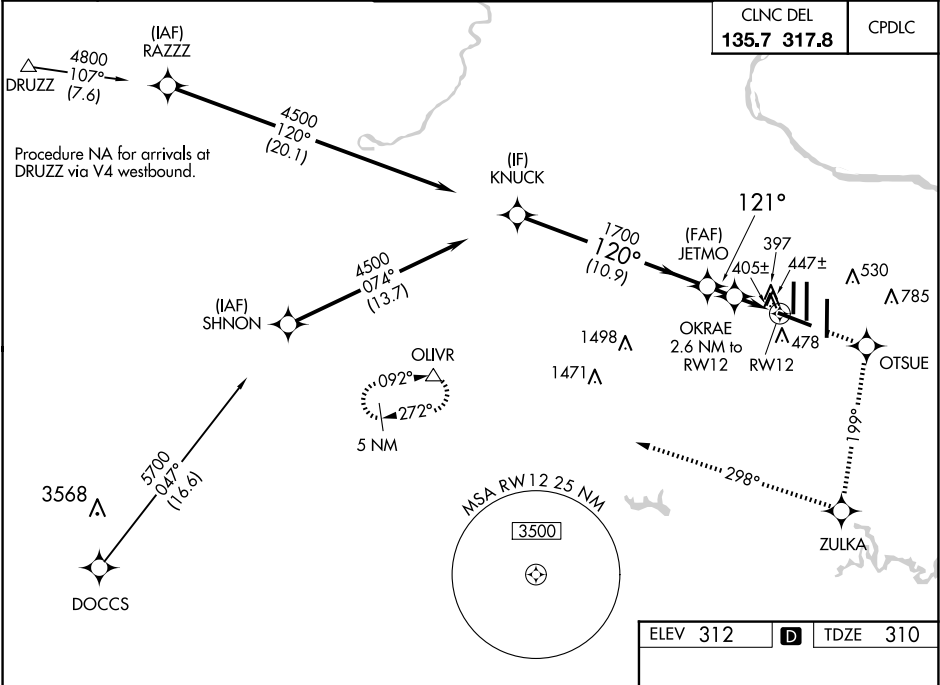 CLNC DEL
135.7 317.8
CPDLC
(IAF)
RAZZZ
DRUZZ
4800
107°
(7.6)
4500
120°
(20.1)
Procedure NA for arrivals at
DRUZZ via V4 westbound.
(IF)
KNUCK
121°
1700
120°
(10.9)
(FAF)
JETMO
397
405±
447±
530
785
4500
074°
(13.7)
(IAF)
SHNON
OKRAE
2.6 NM to
RW12
RW12
478
1498
1471
OTSUE
OLIVR
092°
272°
5 NM
199°
298°
5700
047°
(16.6)
3568
MSA RW12 25 NM
3500
ZULKA
DOCCS
ELEV 312
D
TDZE 310